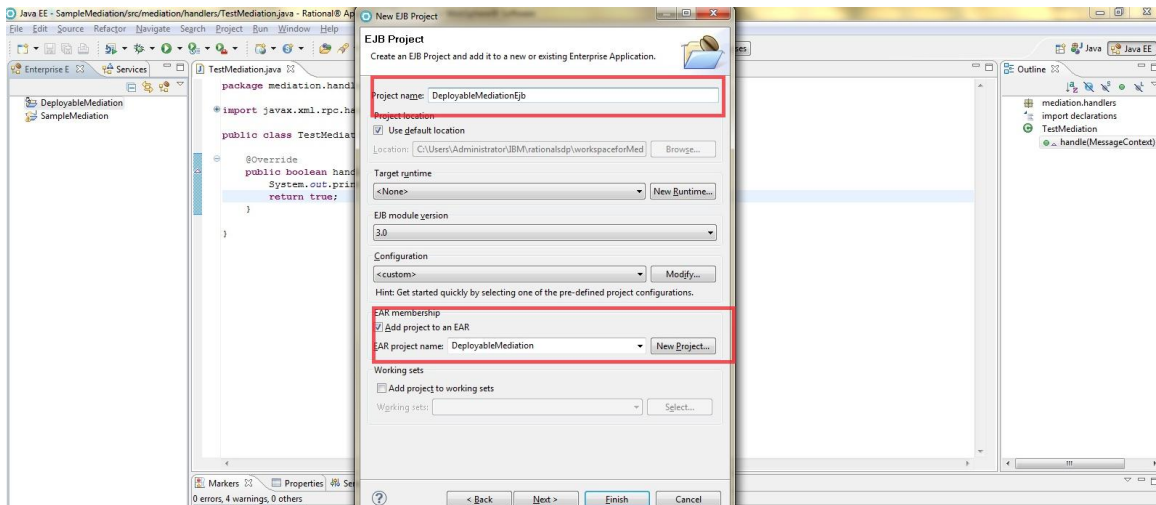 Java EE - SampleMediation/src/mediation/handlers/TestMediation.java - Rational® Ap
File Edit Source Refactor Navigate Search Project Run Window Help
Enterprise E
Services
DeployableMediation
SampleMediation
TestMediation.java
package mediation.handl
import javax.xml.rpc.ha
public class TestMediat
@Override
public boolean hand
System.out.prin
return true;
}
}
New EJB Project
EJB Project
Create an EJB Project and add it to a new or existing Enterprise Application.
Project name: DeployableMediationEjb
Project location
Use default location
Location: C:\Users\Administrator\IBM\rationalsdp\workspaceforMed Browse...
Target runtime
<None> New Runtime...
EJB module version
3.0
Configuration
<custom> Modify...
Hint: Get started quickly by selecting one of the pre-defined project configurations.
EAR membership
Add project to an EAR
EAR project name: DeployableMediation New Project...
Working sets
Add project to working sets
Working sets: Select...
< Back Next > Finish Cancel
Java Java EE
Outline
mediation.handlers
import declarations
TestMediation
handle(MessageContext)
Markers Properties Se
0 errors, 4 warnings, 0 others